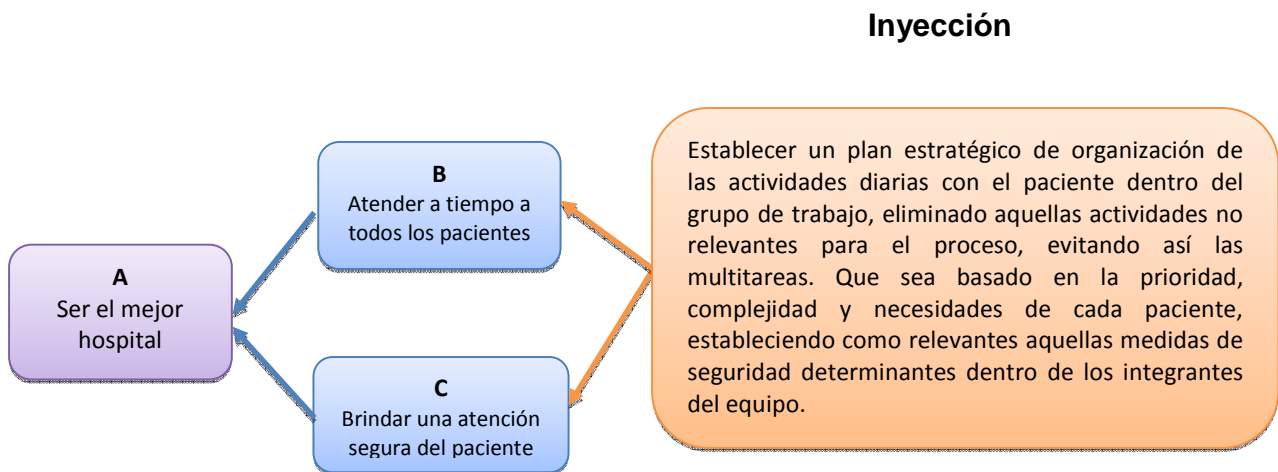 Inyección
A
Ser el mejor
hospital
B
Atender a tiempo a
todos los pacientes
C
Brindar una atención
segura del paciente
Establecer un plan estratégico de organización de
las actividades diarias con el paciente dentro del
grupo de trabajo, eliminado aquellas actividades no
relevantes para el proceso, evitando así las
multitareas. Que sea basado en la prioridad,
complejidad y necesidades de cada paciente,
estableciendo como relevantes aquellas medidas de
seguridad determinantes dentro de los integrantes
del equipo.